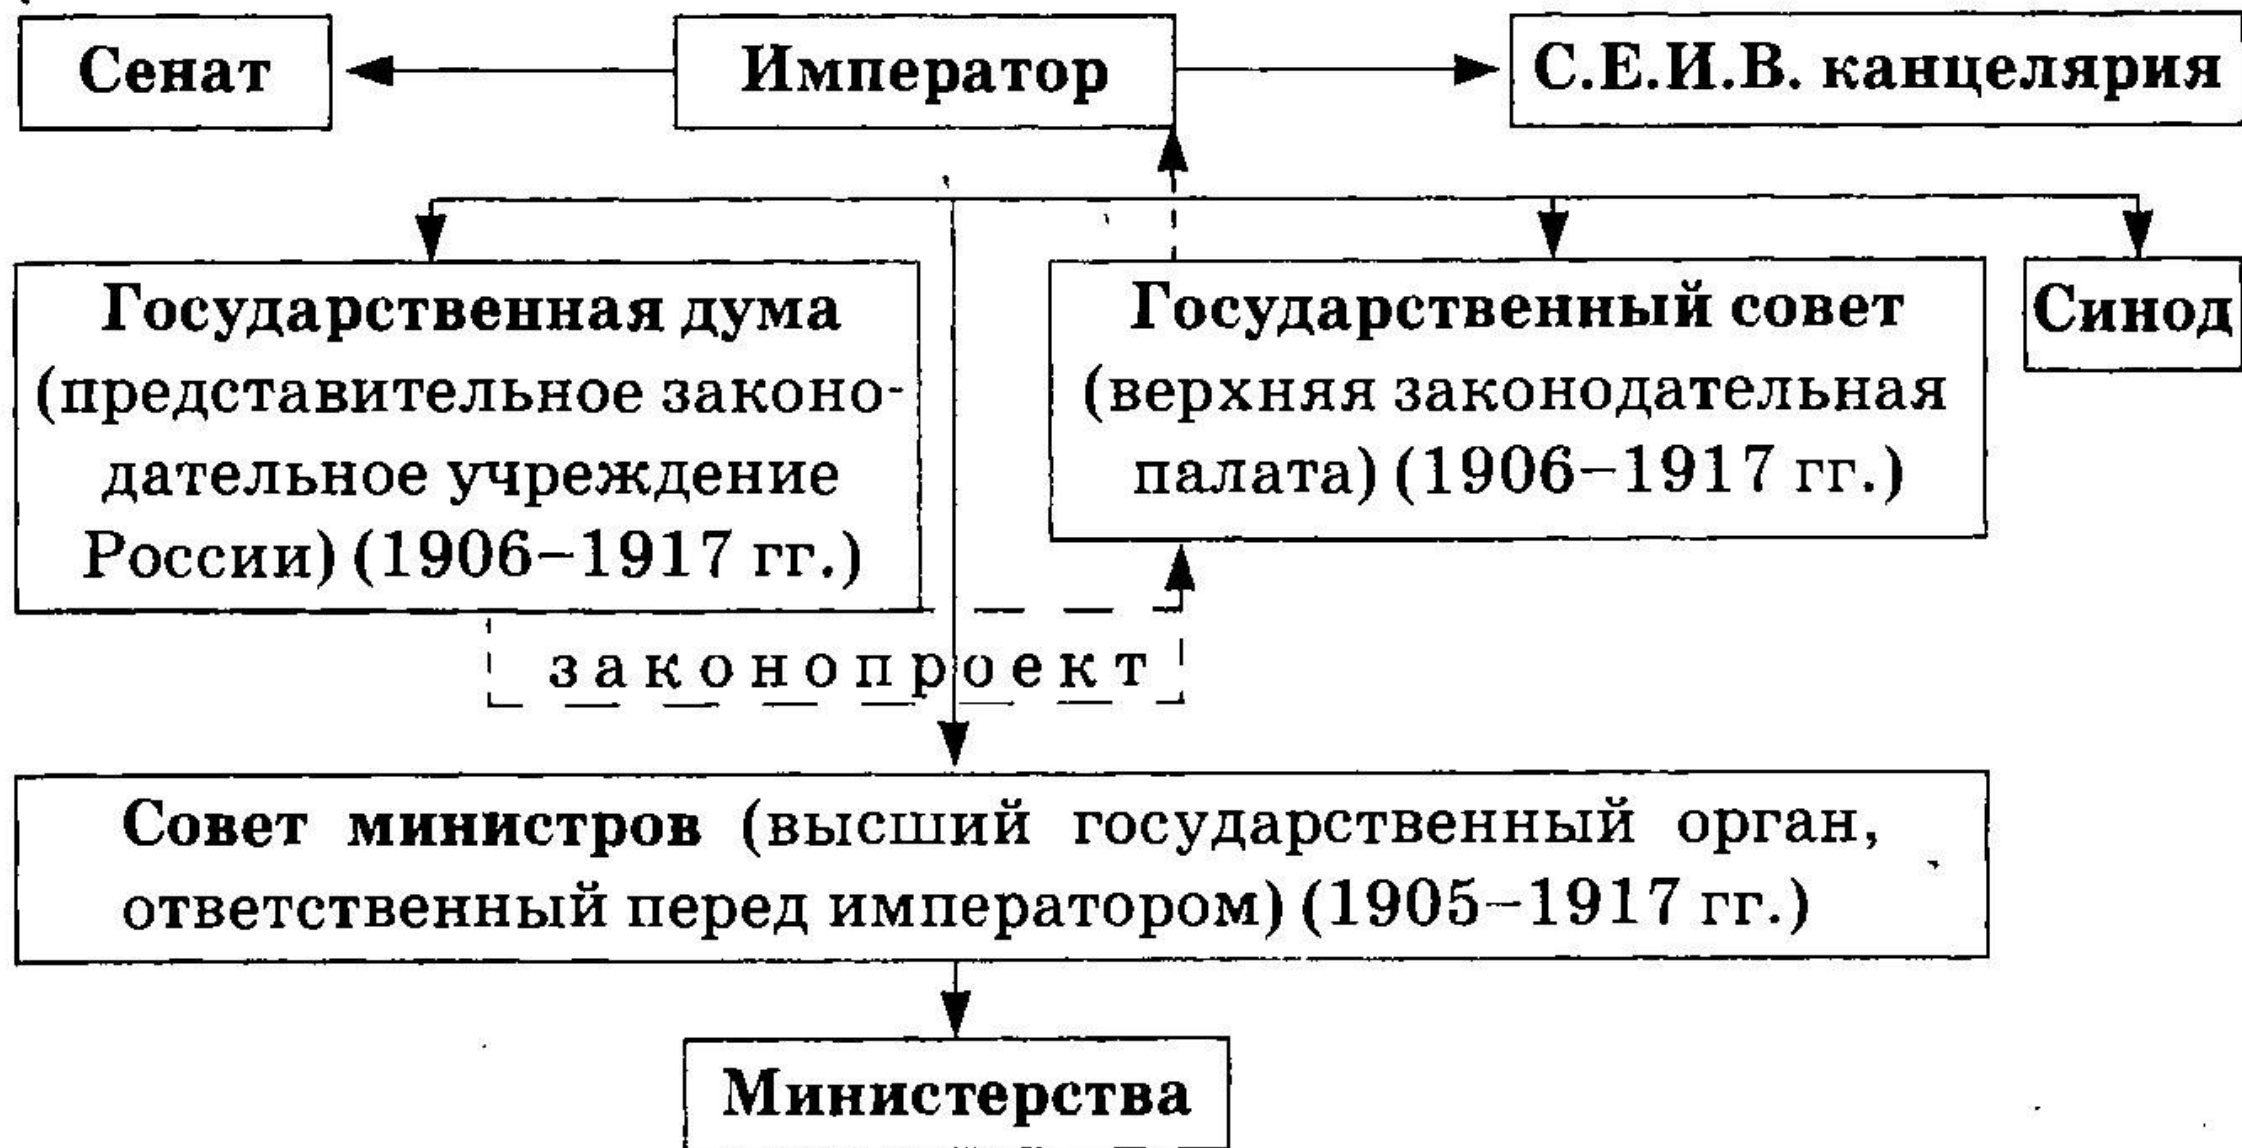 Сенат
Император
С.Е.И.В. канцелярия
Государственная дума
(представительное законо-
дательное учреждение
России) (1906–1917 гг.)
Государственный совет
(верхняя законодательная
палата) (1906–1917 гг.)
Синод
законопроект
Совет министров (высший государственный орган,
ответственный перед императором) (1905–1917 гг.)
Министерства